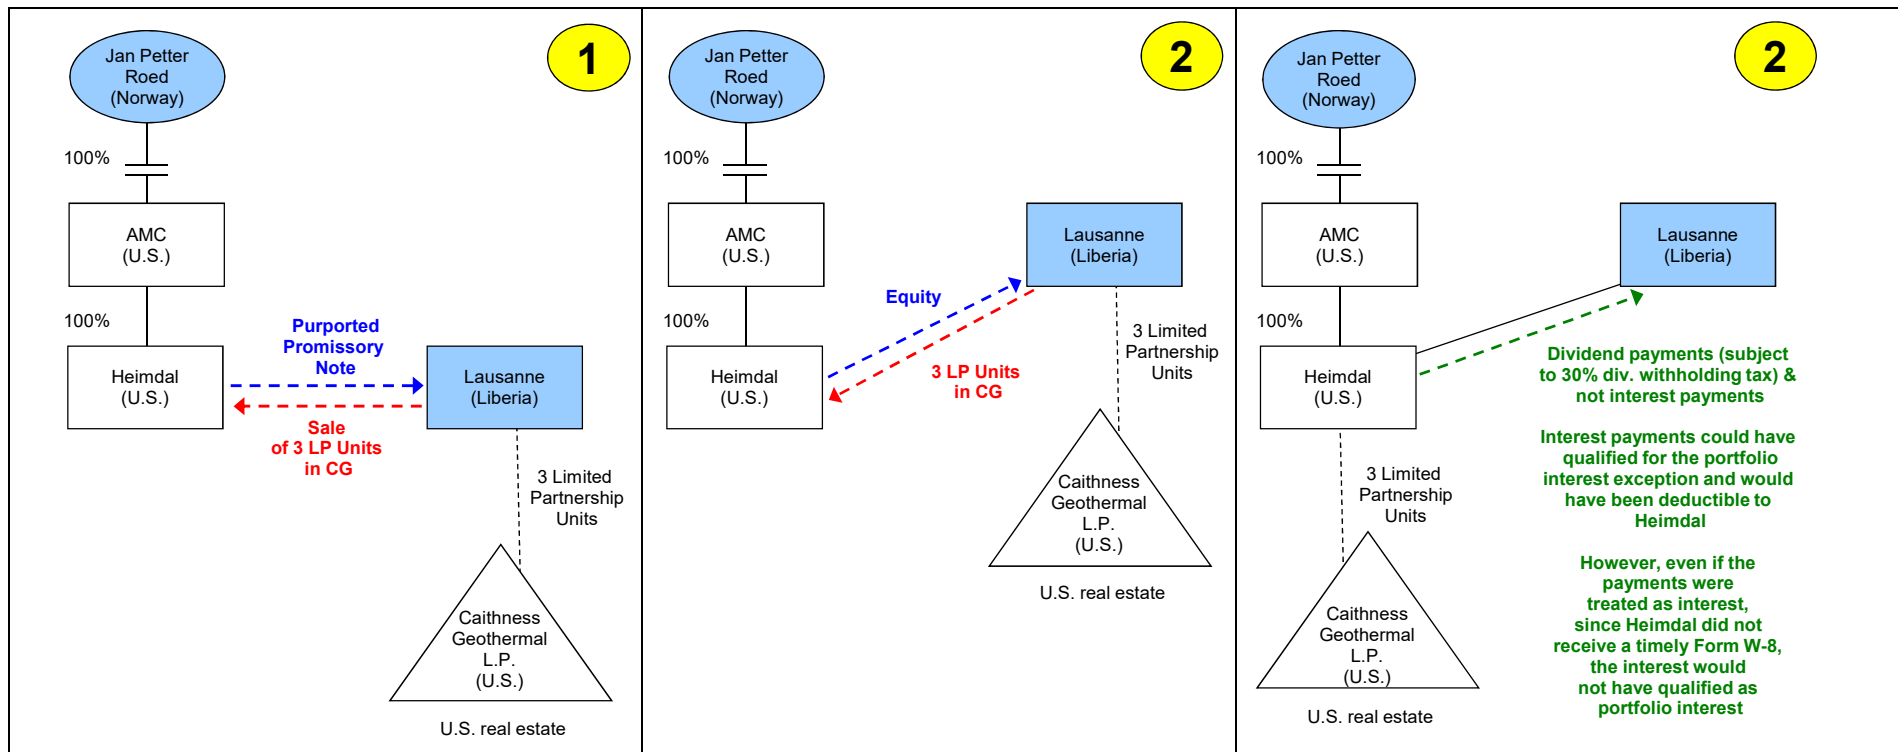 Jan Petter
Roed
(Norway)
1
100%
AMC
(U.S.)
100%
Purported
Promissory
Note
Heimdal
(U.S.)
Lausanne
(Liberia)
Sale
of 3 LP Units
in CG
3 Limited
Partnership
Units
Caithness
Geothermal
L.P.
(U.S.)
U.S. real estate
Jan Petter
Roed
(Norway)
2
100%
AMC
(U.S.)
Lausanne
(Liberia)
Equity
100%
3 Limited
Partnership
Units
Heimdal
(U.S.)
3 LP Units
in CG
Caithness
Geothermal
L.P.
(U.S.)
U.S. real estate
Jan Petter
Roed
(Norway)
2
100%
AMC
(U.S.)
Lausanne
(Liberia)
100%
Heimdal
(U.S.)
Dividend payments (subject
to 30% div. withholding tax) &
not interest payments
Interest payments could have
qualified for the portfolio
interest exception and would
have been deductible to
Heimdal
3 Limited
Partnership
Units
However, even if the
payments were
treated as interest,
since Heimdal did not
receive a timely Form W-8,
the interest would
not have qualified as
portfolio interest
Caithness
Geothermal
L.P.
(U.S.)
U.S. real estate